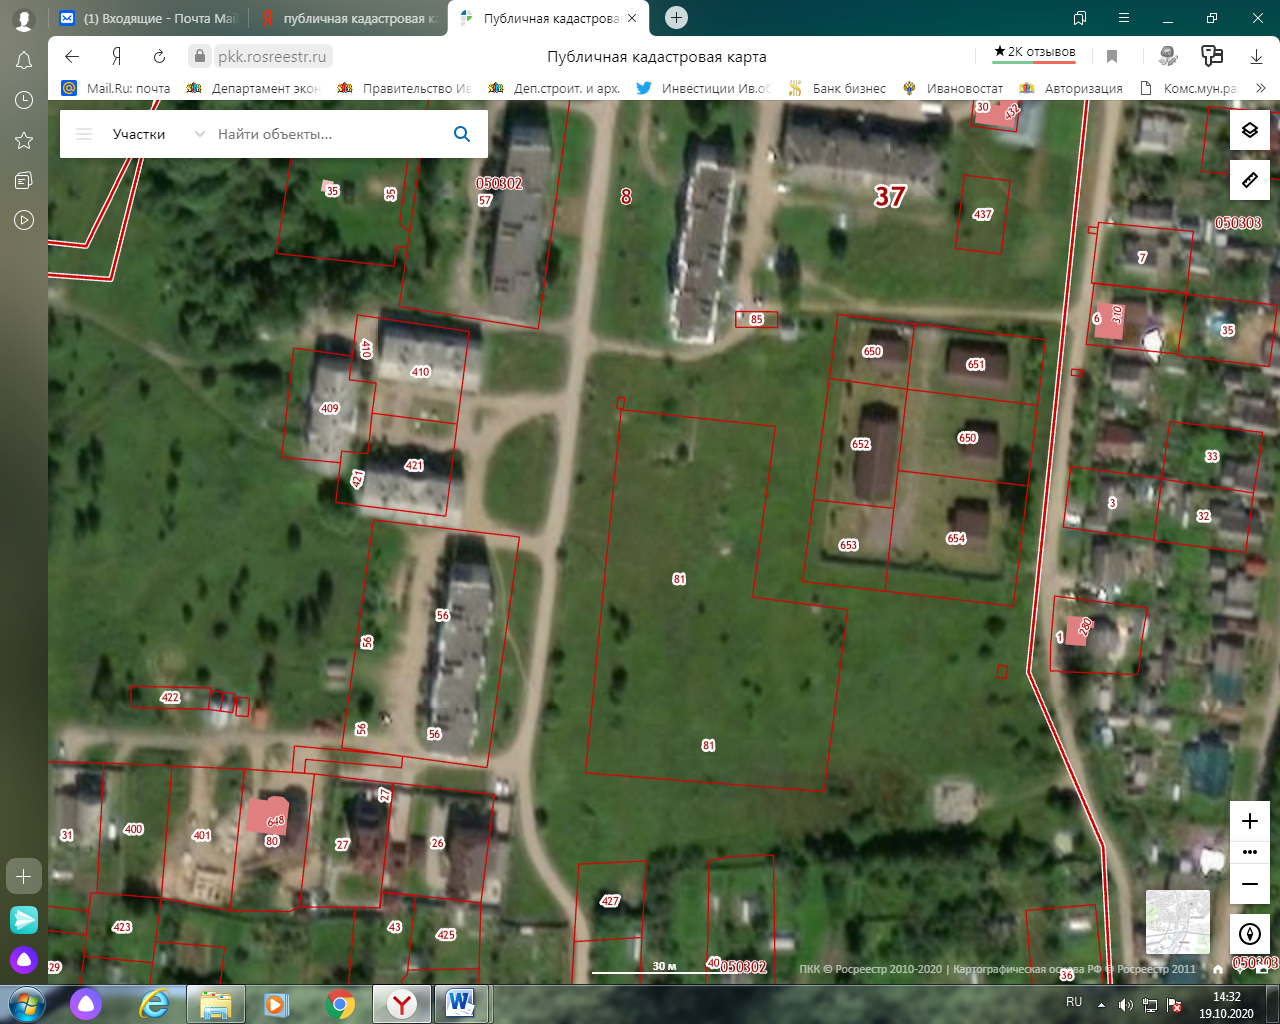 (1) Входящие - Почта Mail
публичная кадастровая ка
Публичная кадастрова
pkk.rosreestr.ru
Публичная кадастровая карта
2К отзывов
Mail.Ru: почта
Департамент экон
Правительство Ив
Деп.строит. и арх.
Инвестиции Ив.об
Банк бизнес
Ивановостат
Авторизация
Комс.мун.ра
Участки
Найти объекты...
30
432
35
35
050302
57
8
37
437
050303
7
6
310
35
85
410
410
409
650
651
652
650
421
421
33
3
32
653
654
81
56
56
1
280
422
56
56
81
27
31
400
401
648
80
27
26
427
423
43
425
29
40
050302
36
050303
30 м
ПКК © Росреестр 2010-2020 | Картографическая основа РФ © Росреестр 2011
RU
14:32
19.10.2020